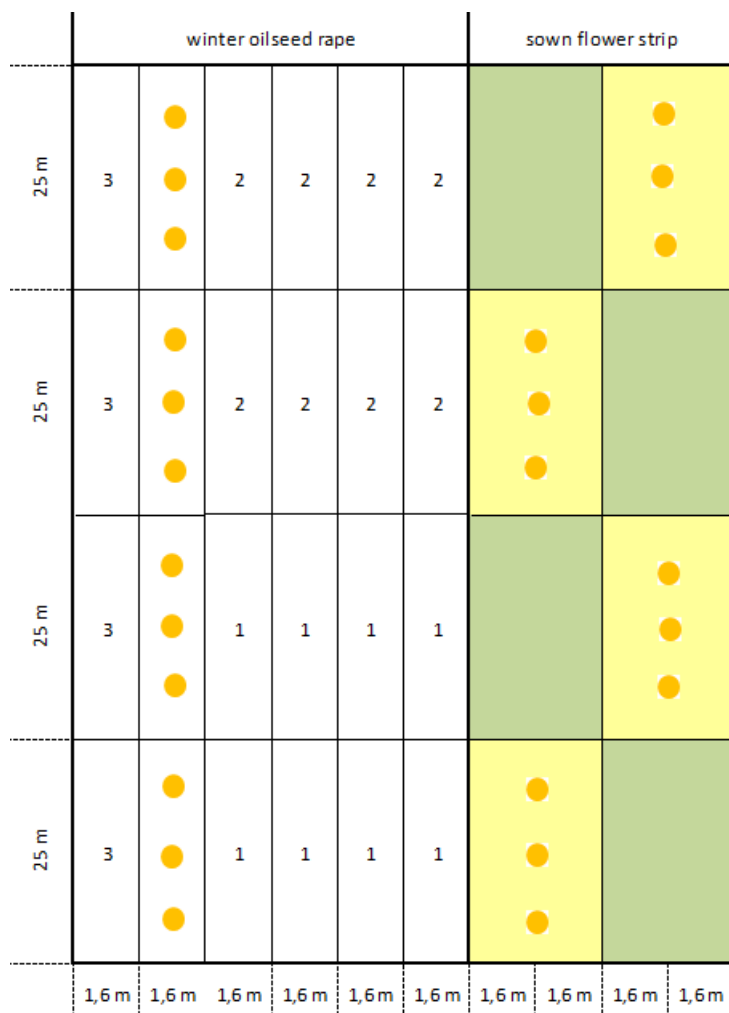 winter oilseed rape sown flower strip
25 m 3 2 2 2 2
25 m 3 2 2 2 2
25 m 3 1 1 1 1
25 m 3 1 1 1 1
1,6 m 1,6 m 1,6 m 1,6 m 1,6 m 1,6 m 1,6 m 1,6 m 1,6 m 1,6m